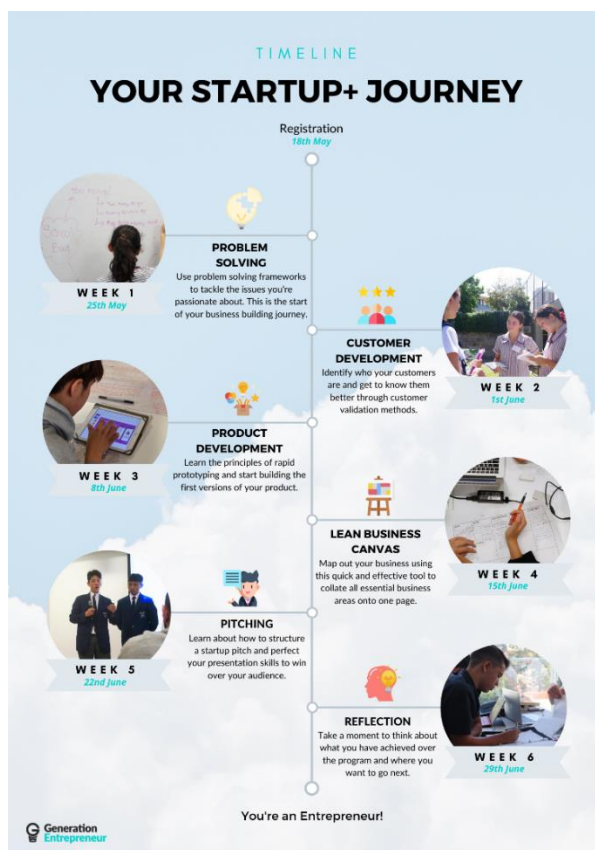 TIMELINE
YOUR STARTUP+ JOURNEY
Registration
18th May
PROBLEM
SOLVING
Use problem solving frameworks
to tackle the issues you're
passionate about. This is the start
of your business building journey.
WEEK 1
25th May
CUSTOMER
DEVELOPMENT
Identify who your customers
are and get to know them
better through customer
validation methods.
WEEK 2
1st June
PRODUCT
DEVELOPMENT
Learn the principles of rapid
prototyping and start building the
first versions of your product.
WEEK 3
8th June
LEAN BUSINESS
CANVAS
Map out your business using
this quick and effective tool to
collate all essential business
areas onto one page.
WEEK 4
15th June
PITCHING
Learn about how to structure
a startup pitch and perfect
your presentation skills to win
over your audience.
WEEK 5
22nd June
REFLECTION
Take a moment to think about
what you have achieved over
the program and where you
want to go next.
WEEK 6
29th June
You're an Entrepreneur!
Generation
Entrepreneur